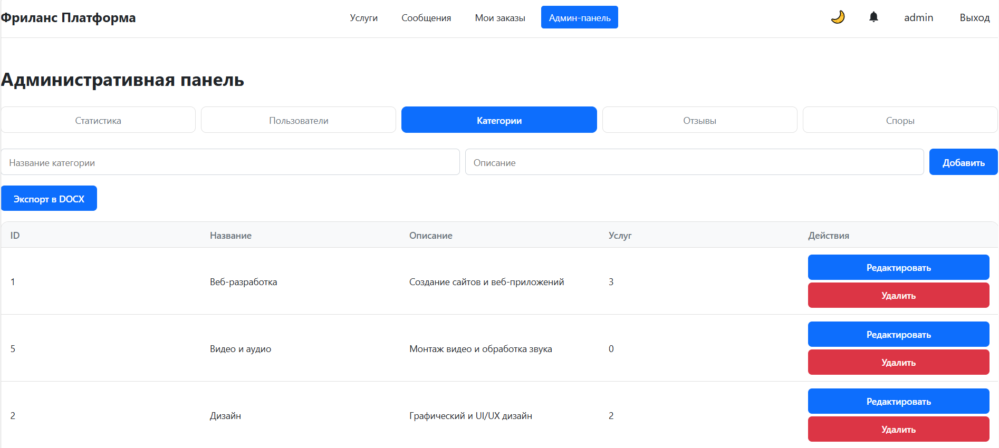 Фриланс Платформа Услуги Сообщения Мои заказы Админ-панель admin Выход
Административная панель
Статистика Пользователи Категории Отзывы Споры
Название категории Описание Добавить
Экспорт в DOCX
ID Название Описание Услуг Действия
1 Веб-разработка Создание сайтов и веб-приложений 3 Редактировать
Удалить
5 Видео и аудио Монтаж видео и обработка звука 0 Редактировать
Удалить
2 Дизайн Графический и UI/UX дизайн 2 Редактировать
Удалить